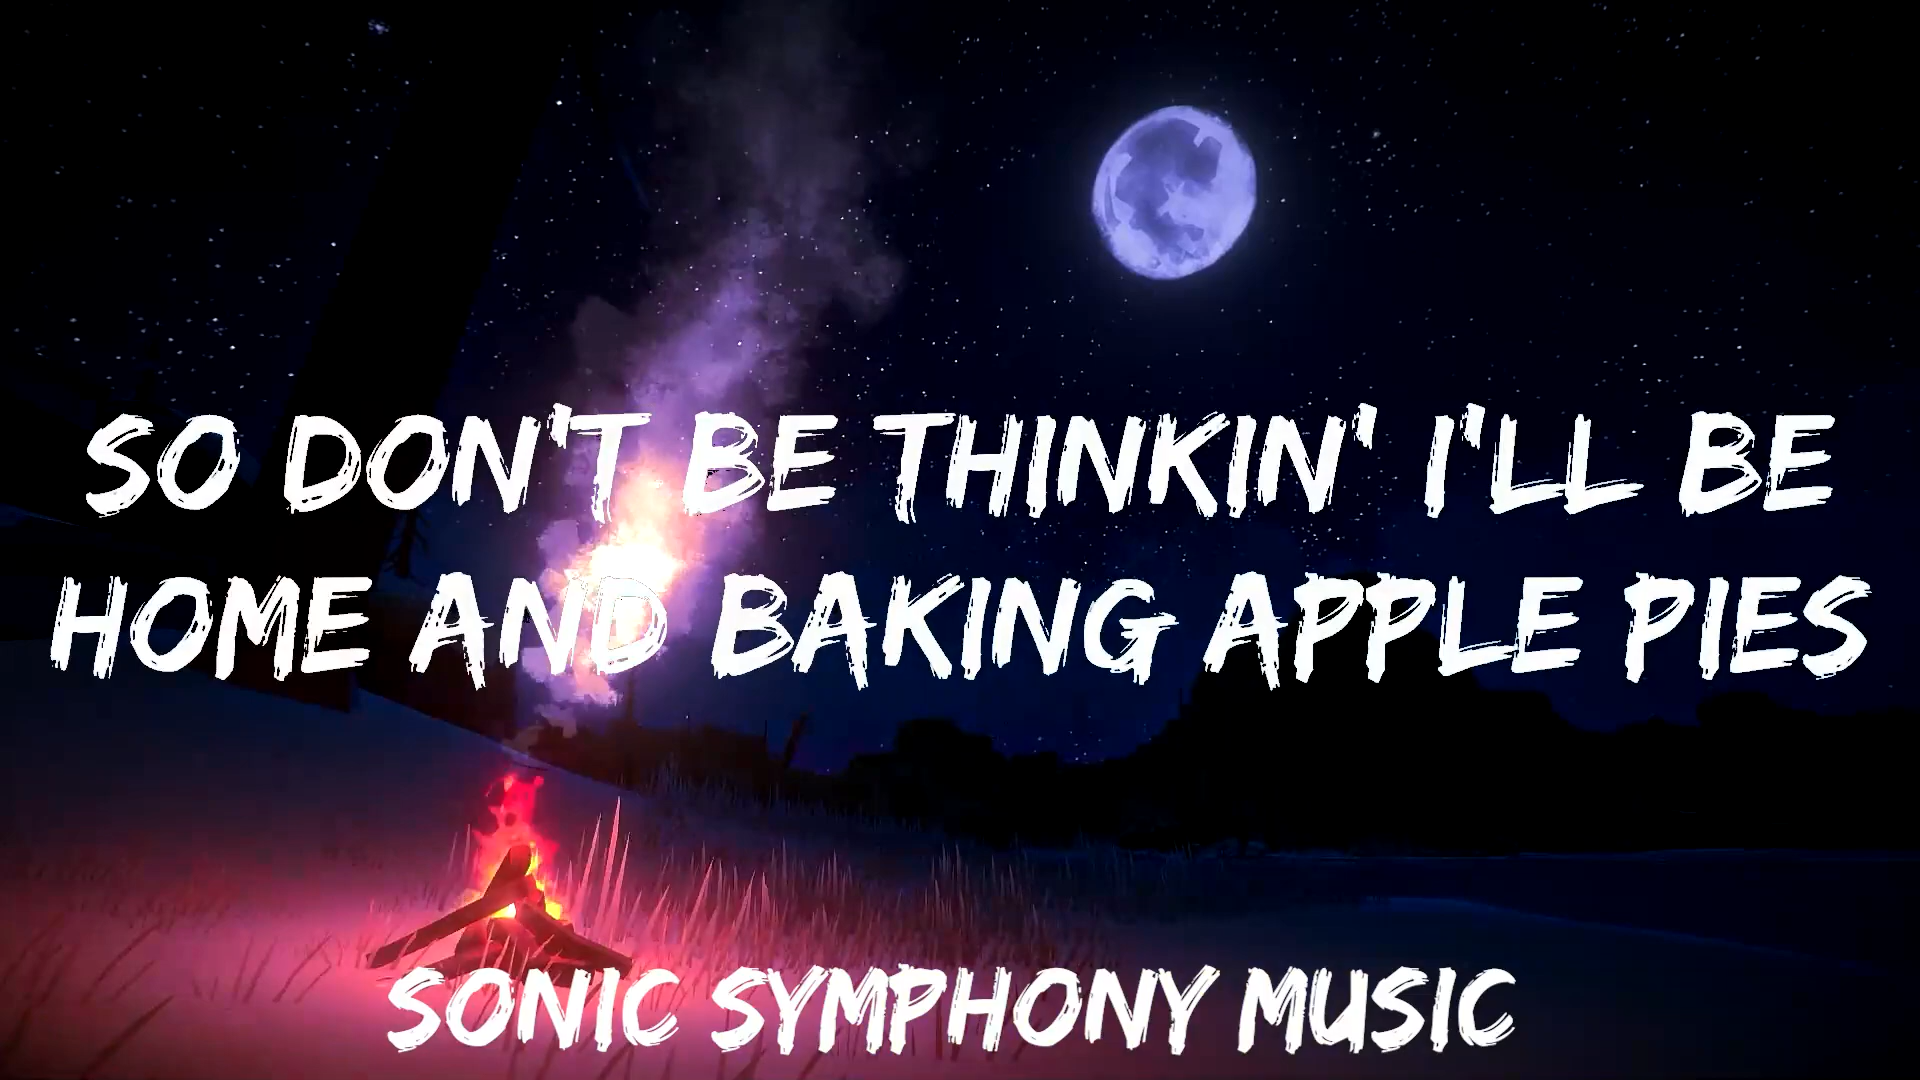 SO DON'T BE THINKIN' I'LL BE
HOME AND BAKING APPLE PIES
SONIC SYMPHONY MUSIC